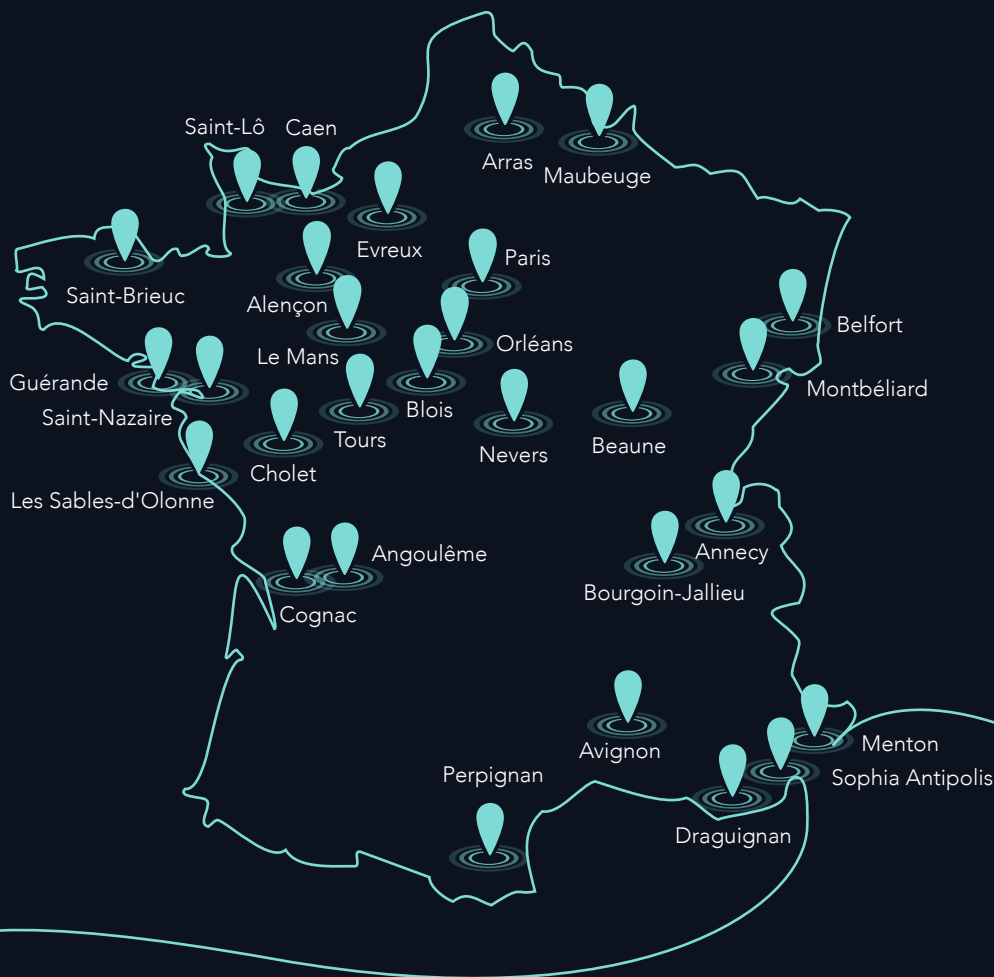 Saint-Lô
Caen
Arras
Maubeuge
Evreux
Paris
Saint-Brieuc
Alençon
Belfort
Orléans
Le Mans
Guérande
Montbéliard
Blois
Saint-Nazaire
Tours
Beaune
Nevers
Cholet
Les Sables-d'Olonne
Angoulême
Annecy
Bourgoin-Jallieu
Cognac
Menton
Avignon
Perpignan
Sophia Antipolis
Draguignan